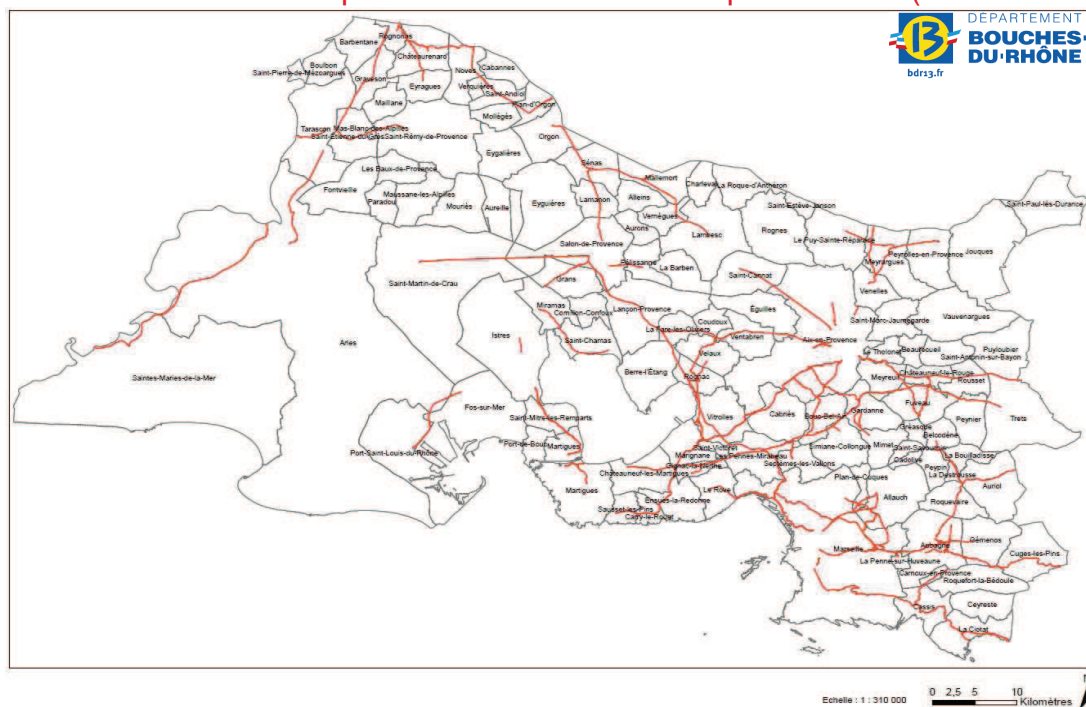 DÉPARTEMENT
BOUCHES-
DU-RHÔNE
13
bdr13.fr
Rognonas
Barbentane
Châteaurenard
Boulbon
Saint-Pierre-de-Mézoargues
Noves
Cabannes
Graveson
Eyragues
Verquières
Saint-Andiol
Plan-d'Orgon
Maillane
Mollégès
Tarascon
Mas-Blanc-des-Alpilles
Saint-Étienne-du-Grès
Saint-Rémy-de-Provence
Orgon
Eygalières
Sénas
Les Baux-de-Provence
Mallemort
Charleval
La Roque-d'Anthéron
Fontvieille
Maussane-les-Alpilles
Paradou
Mouriès
Aureille
Eyguières
Lamanon
Alleins
Vernègues
Saint-Estève-Janson
Saint-Paul-lès-Durance
Aurons
Lambesc
Rognes
Le Puy-Sainte-Réparade
Salon-de-Provence
Peyrolles-en-Provence
Jouques
Meyrargues
Pélissanne
La Barben
Saint-Cannat
Saint-Martin-de-Crau
Grans
Venelles
Miramas
Cornillon-Confoux
Lançon-Provence
Éguilles
Saint-Marc-Jaumegarde
Vauvenargues
Coudoux
La Fare-les-Oliviers
Ventabren
Istres
Saint-Chamas
Arles
Aix-en-Provence
Velaux
Le Tholonet
Beaurecueil
Puyloubier
Saint-Antonin-sur-Bayon
Berre-l'Étang
Rognac
Meyreuil
Châteauneuf-le-Rouge
Rousset
Saintes-Maries-de-la-Mer
Fos-sur-Mer
Saint-Mitre-les-Remparts
Vitrolles
Cabriès
Bouc-Bel-Air
Gardanne
Fuveau
Peynier
Trets
Gréasque
Belcodène
Port-de-Bouc
Martigues
Saint-Victoret
Marignane
Les Pennes-Mirabeau
Simiane-Collongue
Mimet
Saint-Savournin
La Bouilladisse
Port-Saint-Louis-du-Rhône
Gignac-la-Nerthe
Septèmes-les-Vallons
Cadolive
Peypin
Châteauneuf-les-Martigues
La Destrousse
Plan-de-Cuques
Auriol
Martigues
Le Rove
Ensuès-la-Redonne
Allauch
Roquevaire
Sausset-les-Pins
Carry-le-Rouet
Marseille
Aubagne
Gémenos
Cuges-les-Pins
La Penne-sur-Huveaune
Carnoux-en-Provence
Roquefort-la-Bédoule
Cassis
Ceyreste
La Ciotat
Echelle : 1 : 310 000
0 2,5 5 10
Kilomètres